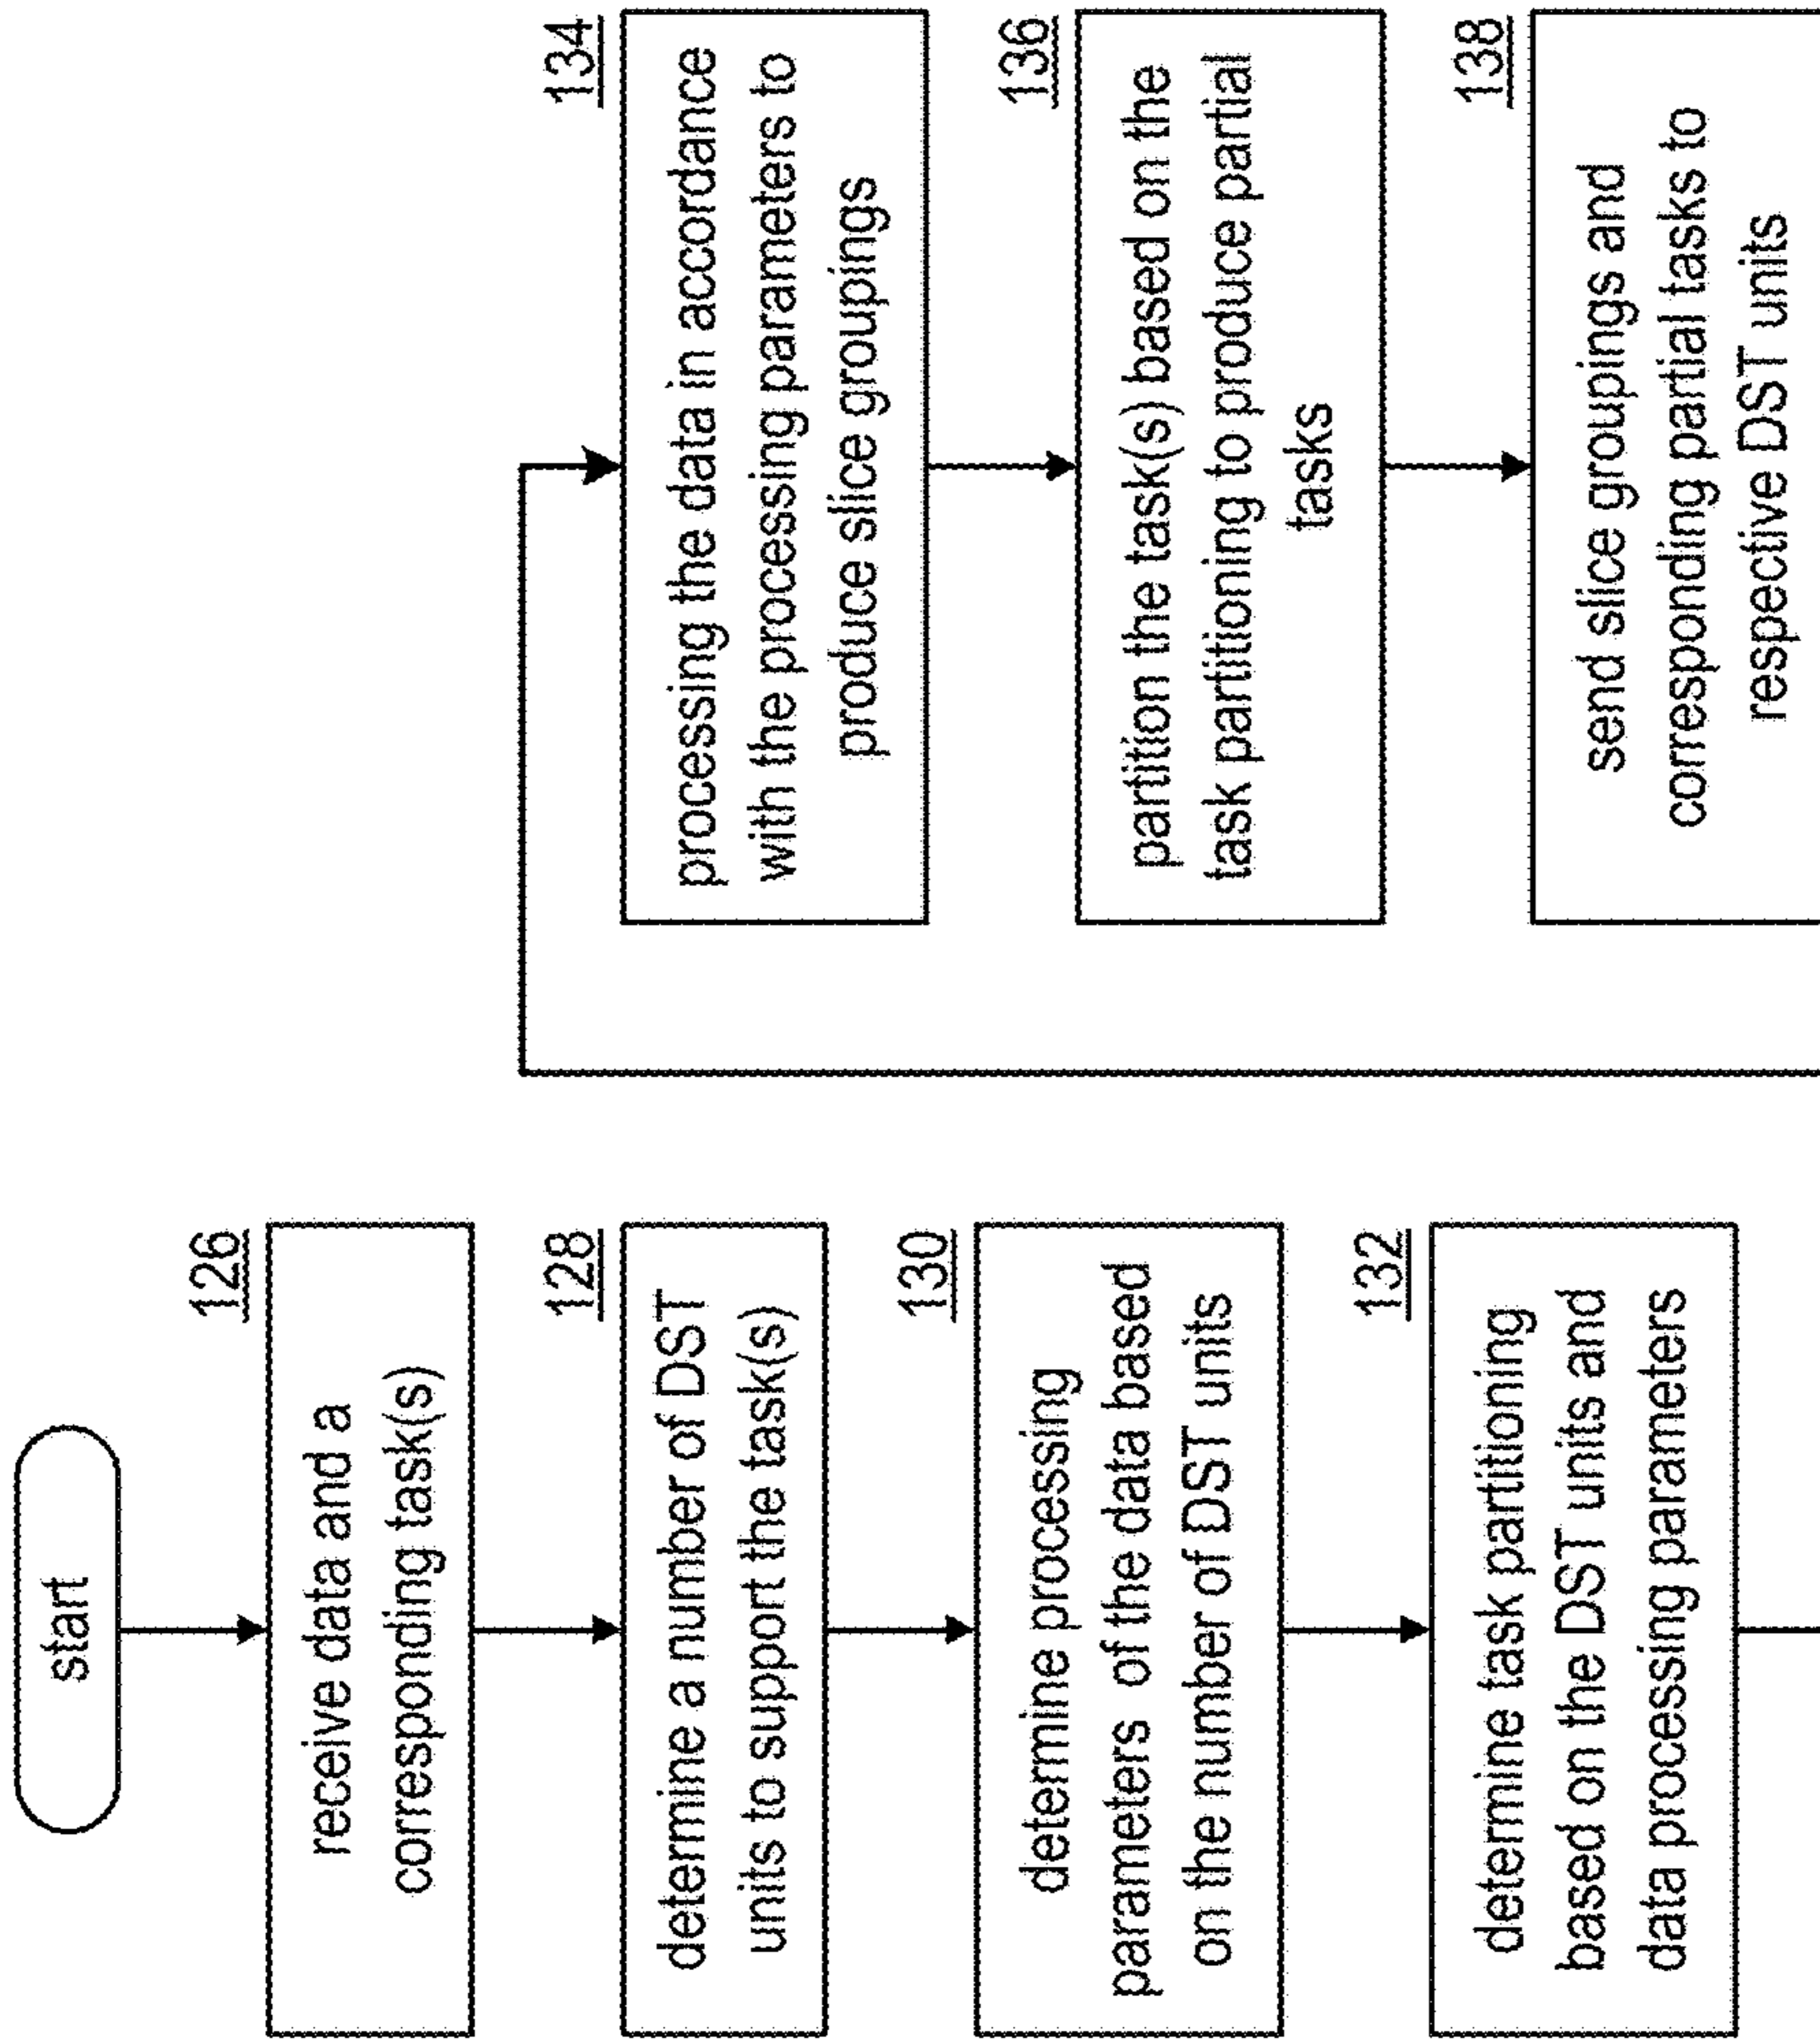 start
126
receive data and a
corresponding task(s)
128
determine a number of DST
units to support the task(s)
130
determine processing
parameters of the data based
on the number of DST units
132
determine task partitioning
based on the DST units and
data processing parameters
134
processing the data in accordance
with the processing parameters to
produce slice groupings
136
partition the task(s) based on the
task partitioning to produce partial
tasks
138
send slice groupings and
corresponding partial tasks to
respective DST units